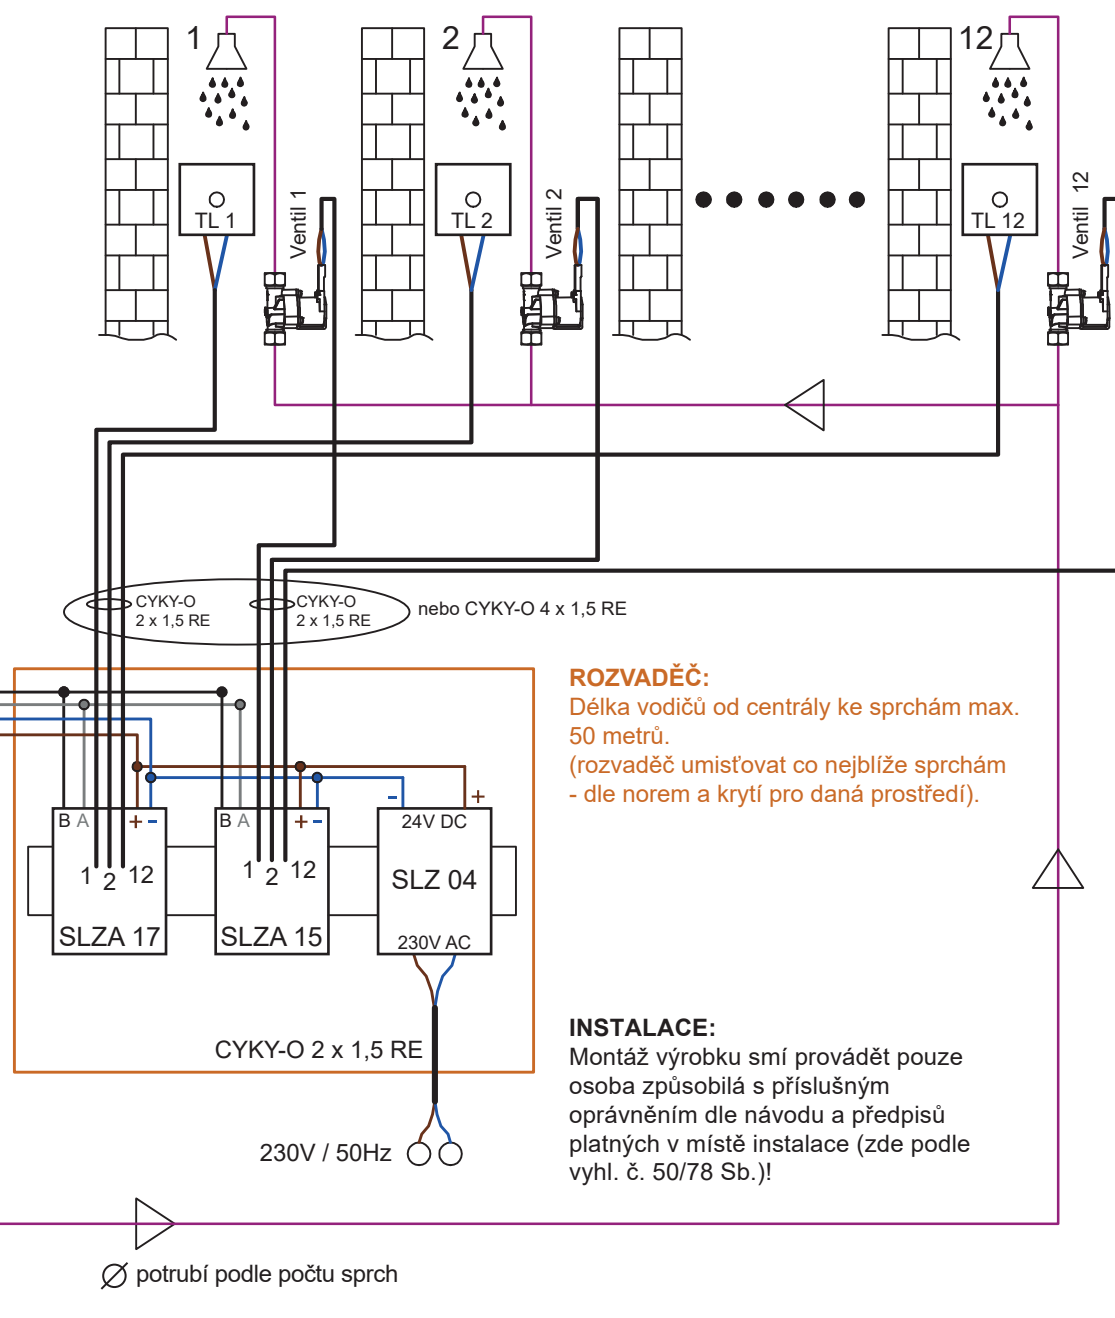 1
2
12
TL 1
Ventil 1
TL 2
Ventil 2
TL 12
Ventil 12
CYKY-O
2 x 1,5 RE
CYKY-O
2 x 1,5 RE
nebo CYKY-O 4 x 1,5 RE
ROZVADĚČ:
Délka vodičů od centrály ke sprchám max.
50 metrů.
(rozvaděč umisťovat co nejblíže sprchám
- dle norem a krytí pro daná prostředí).
- +
B A + -
B A + -
24V DC
1 2 12
1 2 12
SLZ 04
SLZA 17
SLZA 15
230V AC
CYKY-O 2 x 1,5 RE
230V / 50Hz
INSTALACE:
Montáž výrobku smí provádět pouze
osoba způsobilá s příslušným
oprávněním dle návodu a předpisů
platných v místě instalace (zde podle
vyhl. č. 50/78 Sb.)!
∅ potrubí podle počtu sprch